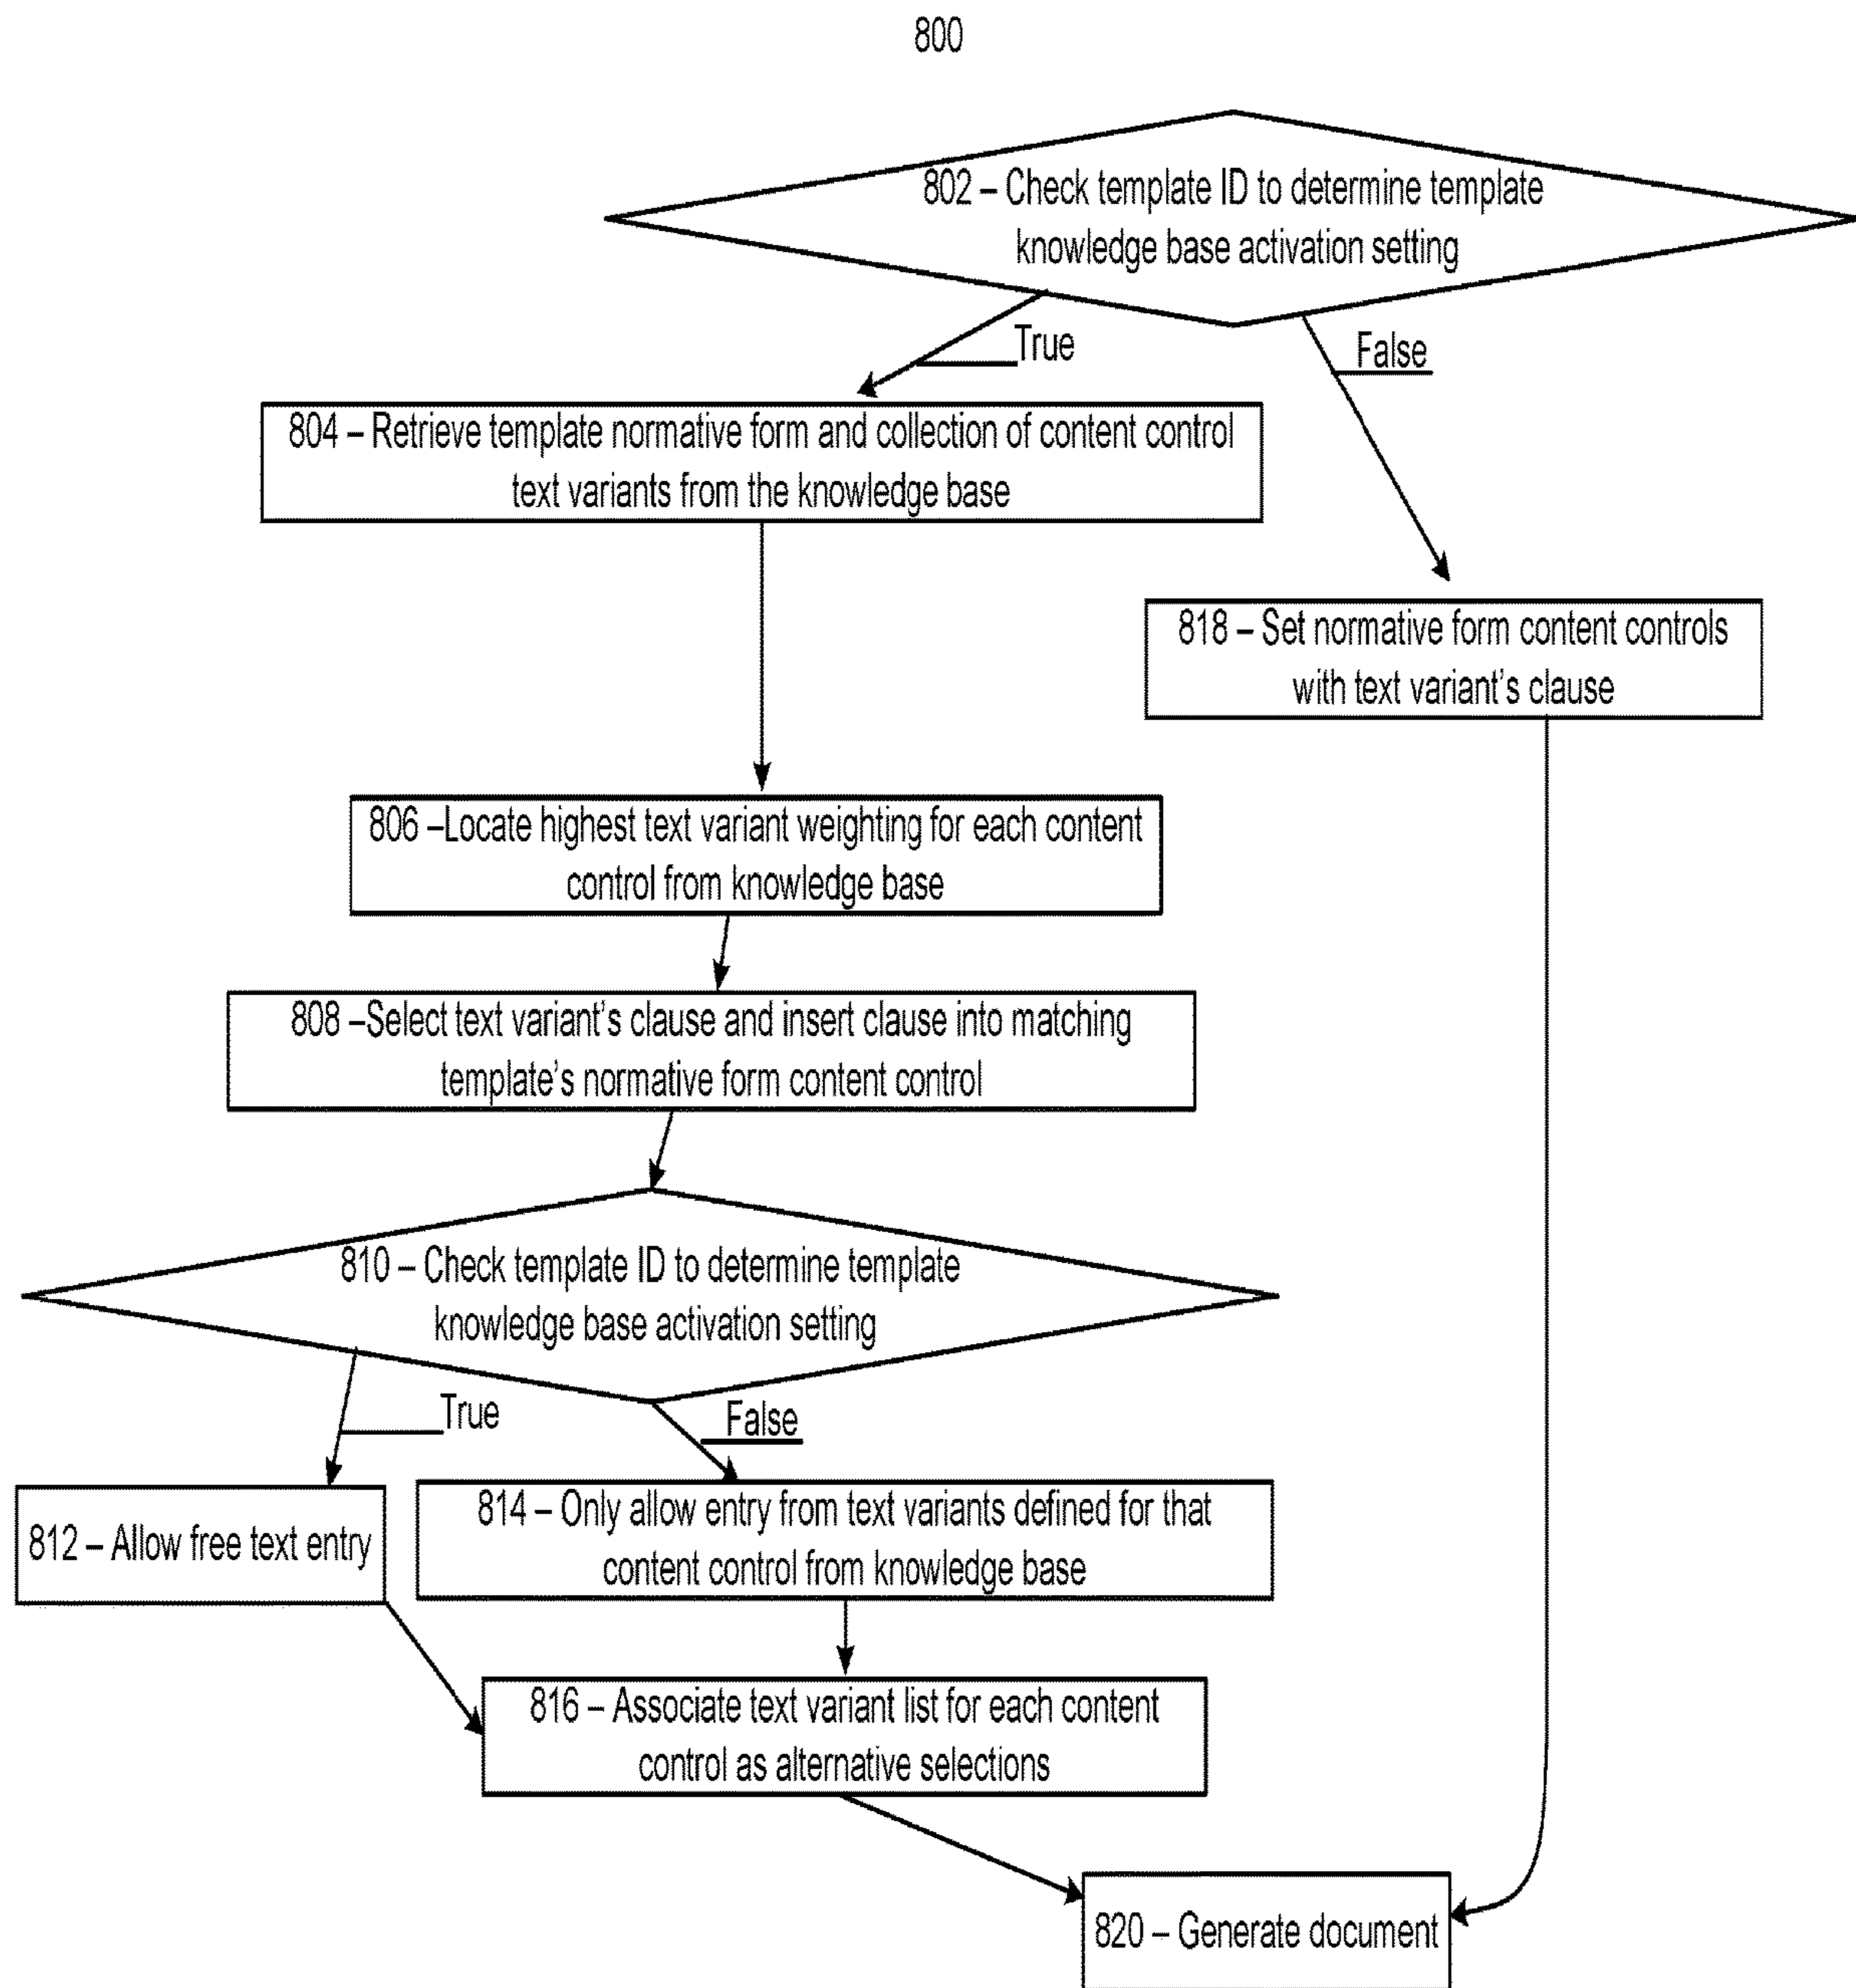 800
802 – Check template ID to determine template
knowledge base activation setting
True
False
804 – Retrieve template normative form and collection of content control
text variants from the knowledge base
818 – Set normative form content controls
with text variant's clause
806 –Locate highest text variant weighting for each content
control from knowledge base
808 –Select text variant's clause and insert clause into matching
template's normative form content control
810 – Check template ID to determine template
knowledge base activation setting
True
False
812 – Allow free text entry
814 – Only allow entry from text variants defined for that
content control from knowledge base
816 – Associate text variant list for each content
control as alternative selections
820 – Generate document